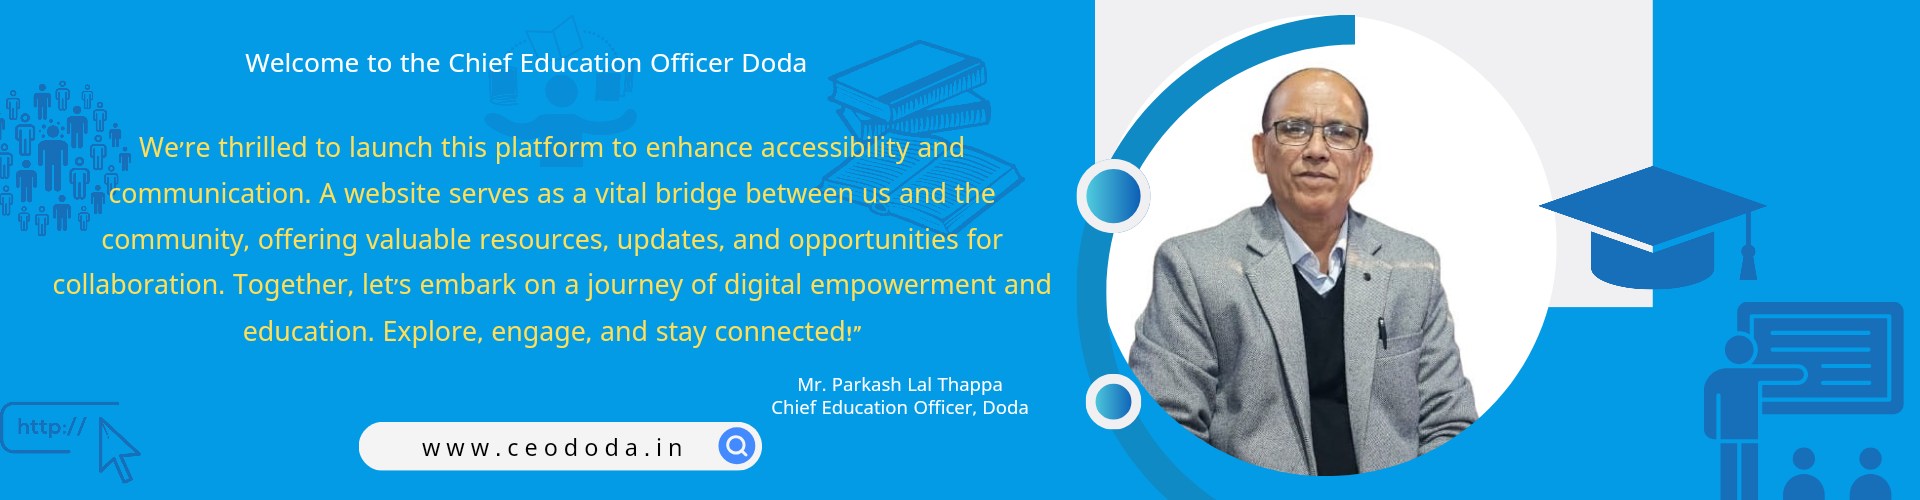 Welcome to the Chief Education Officer Doda
We're thrilled to launch this platform to enhance accessibility and
communication. A website serves as a vital bridge between us and the
community, offering valuable resources, updates, and opportunities for
collaboration. Together, let's embark on a journey of digital empowerment and
education. Explore, engage, and stay connected!"
Mr. Parkash Lal Thappa
Chief Education Officer, Doda
http://
www.ceododa.in